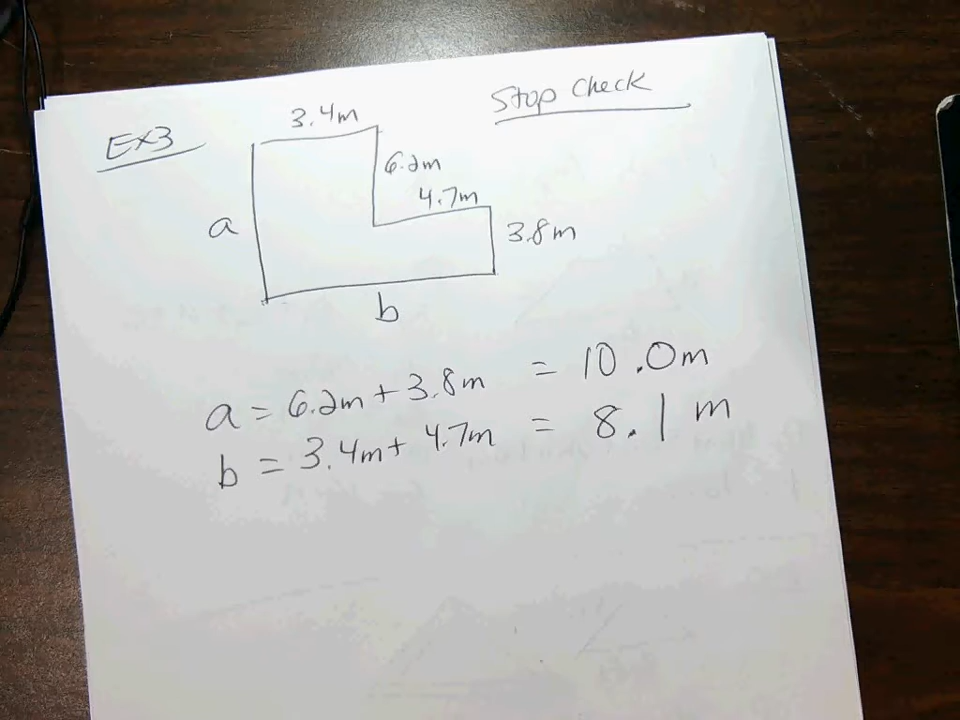 Stop Check
Ex3
3.4m
6.2m
4.7m
a
3.8m
b
a = 6.2m + 3.8m = 10.0m
b = 3.4m + 4.7m = 8.1 m